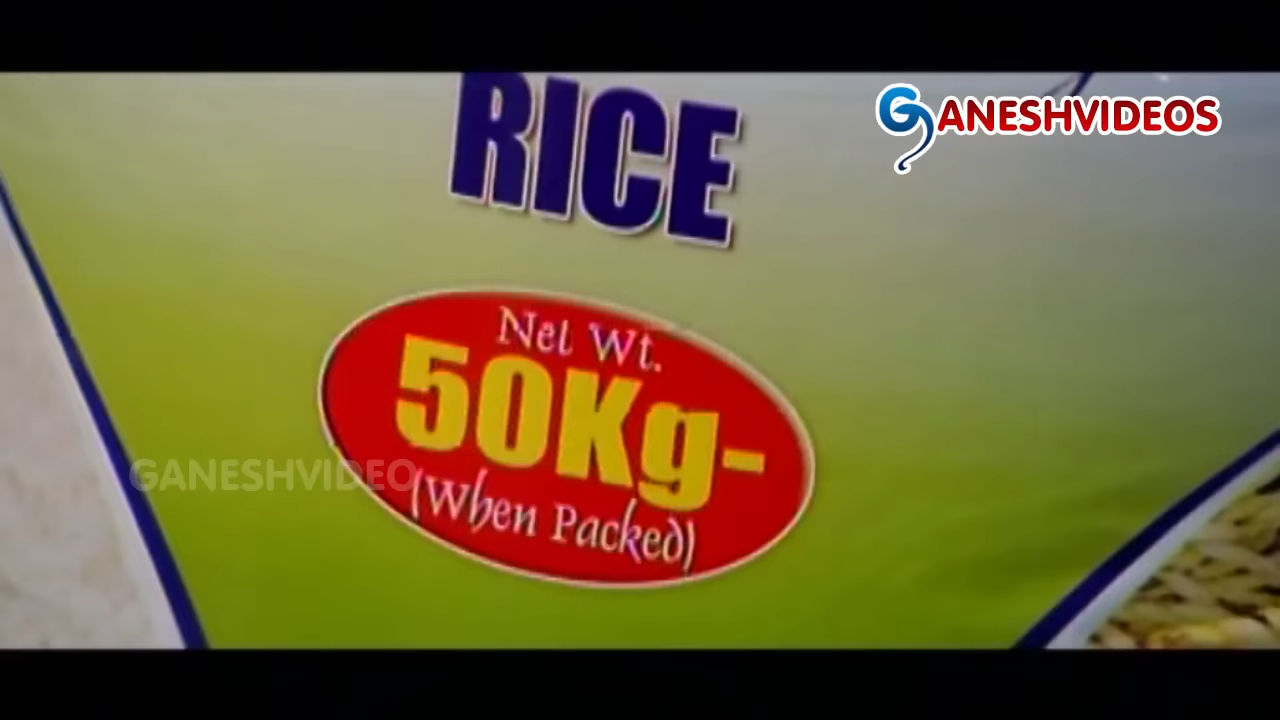 RICE
GANESHVIDEOS
Net Wt.
50Kg-
(When Packed)
GANESHVIDEO